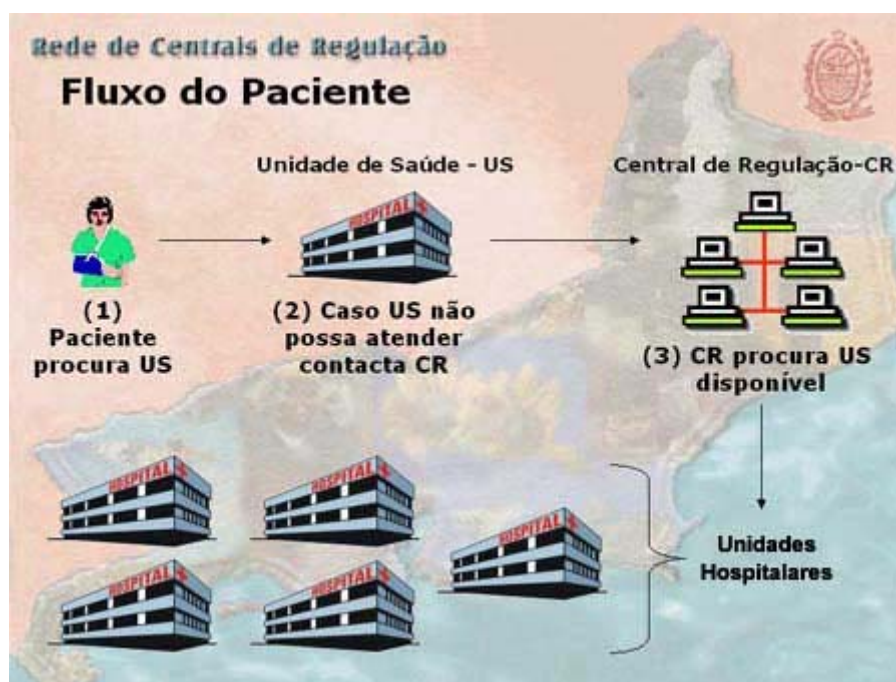 Rede de Centrais de Regulação
Fluxo do Paciente
Unidade de Saúde - US
Central de Regulação-CR
HOSPITAL
(1)
Paciente
procura US
(2) Caso US não
possa atender
contacta CR
(3) CR procura US
disponível
HOSPITAL
HOSPITAL
HOSPITAL
HOSPITAL
HOSPITAL
Unidades
Hospitalares